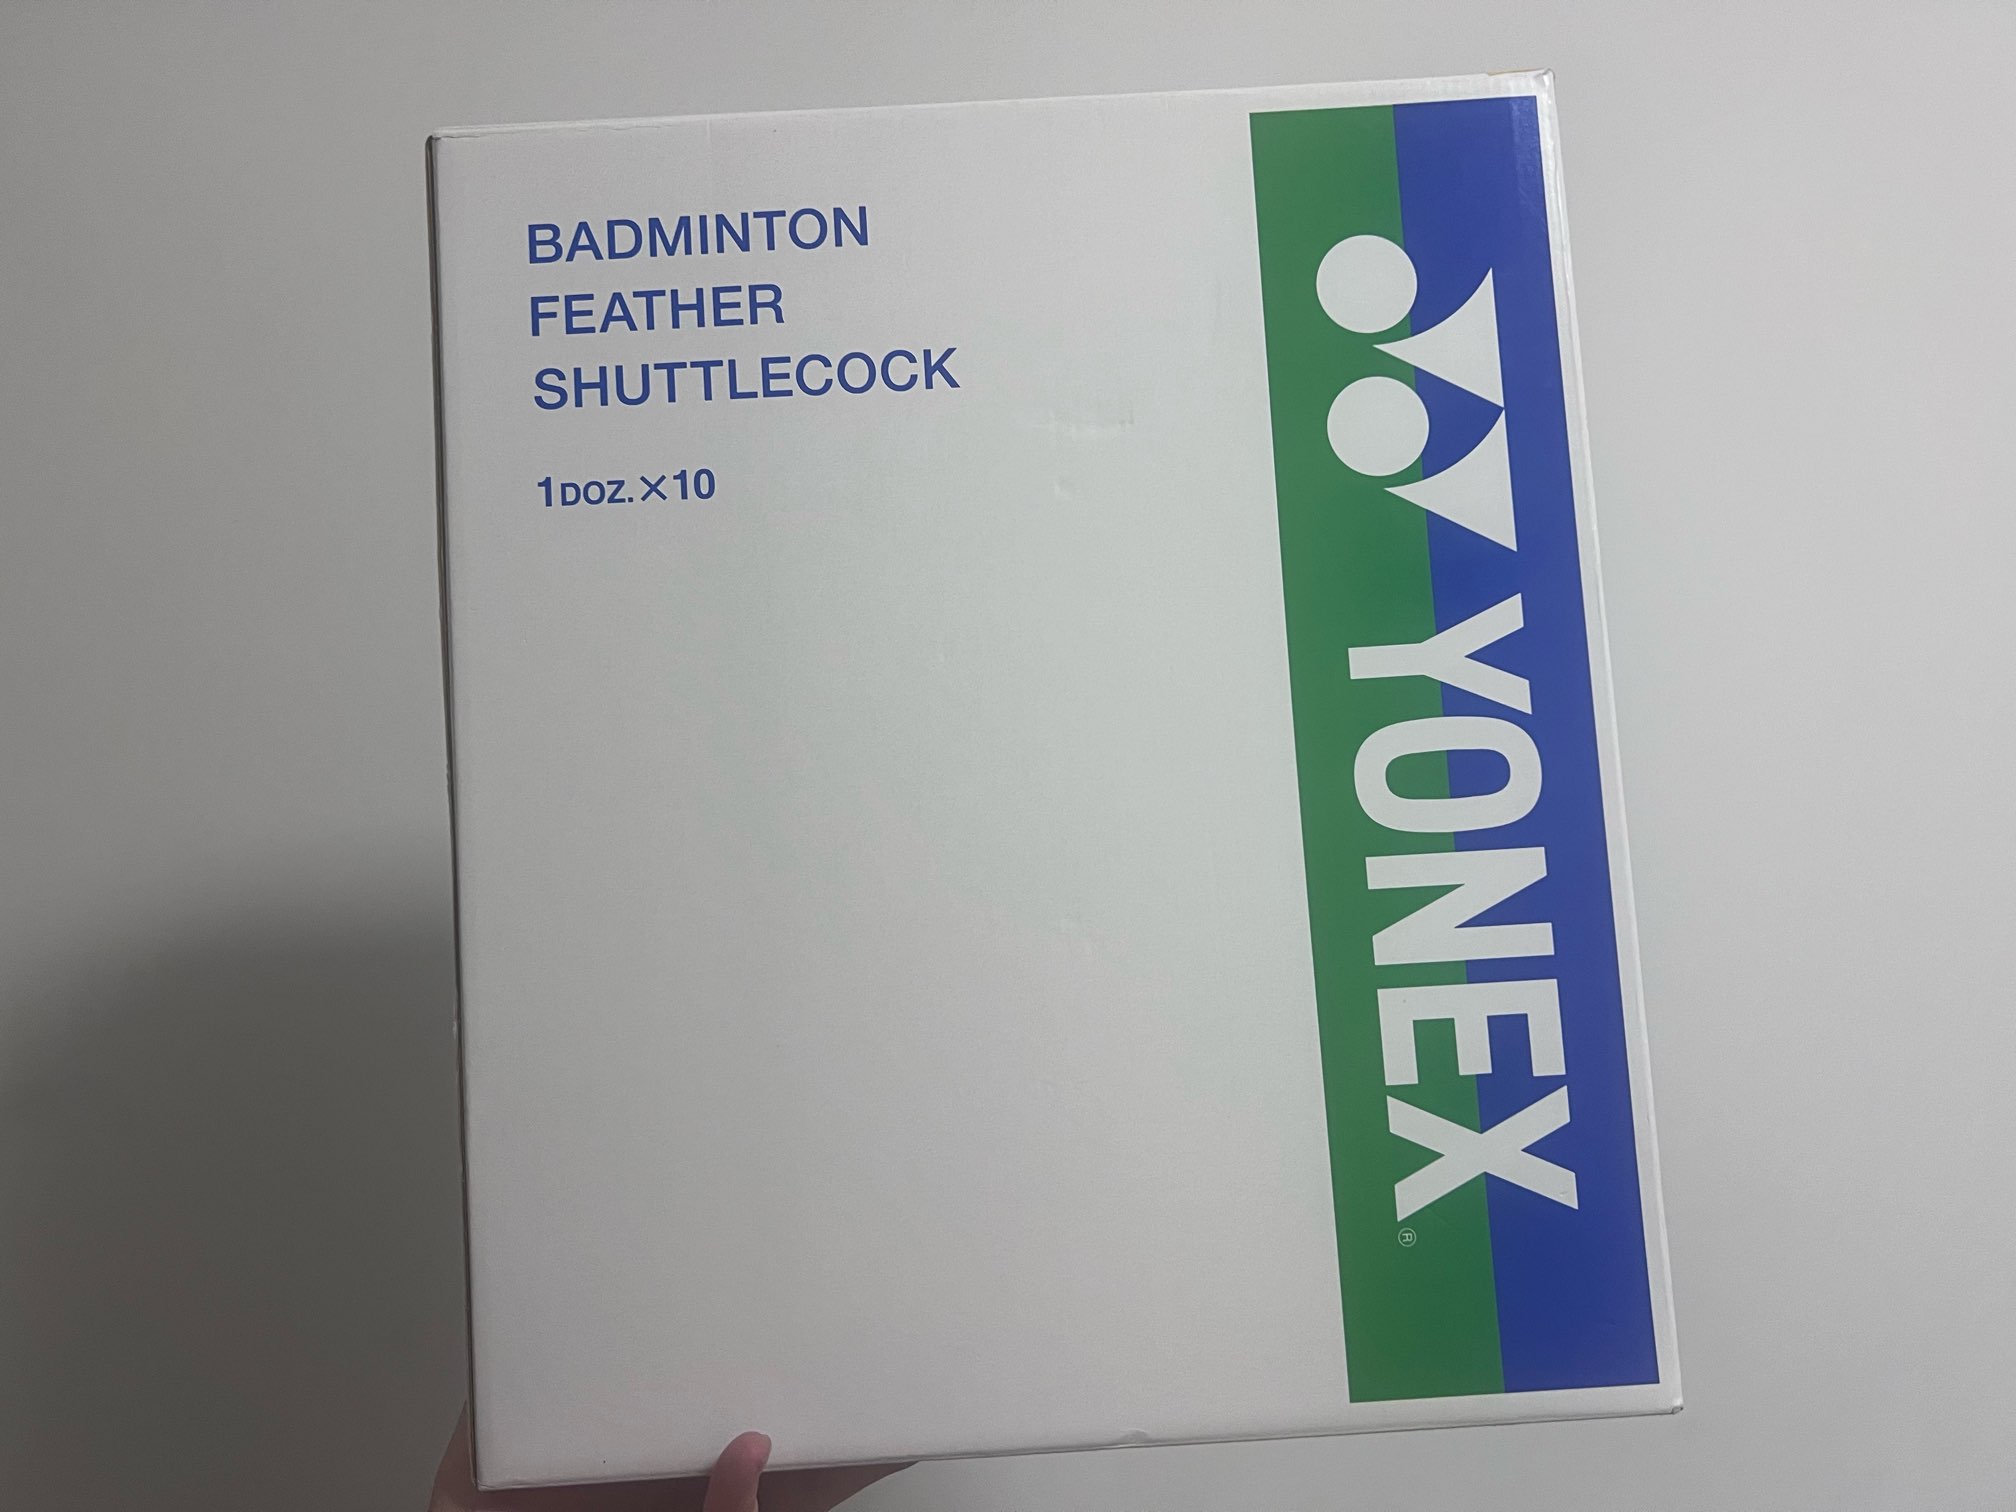 BADMINTON
FEATHER
SHUTTLECOCK
1DOZ.×10
YONEX®